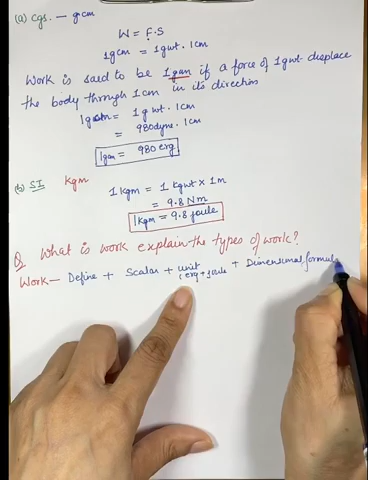 (a) Cgs. - gcm
W = F.S
1gcm = 1gwt. 1cm
Work is said to be 1gcm if a force of 1gwt displace
the body through 1cm in its direction
1gcm = 1gwt. 1cm
= 980dyne. 1cm
1gcm = 980 erg
(b) SI Kgm
1kgm = 1kgwt × 1m
= 9.8 Nm
1kgm = 9.8 joule
Q What is work explain the types of work?
Work - Define + Scalar + unit + Dimensional formula
(erg + joule